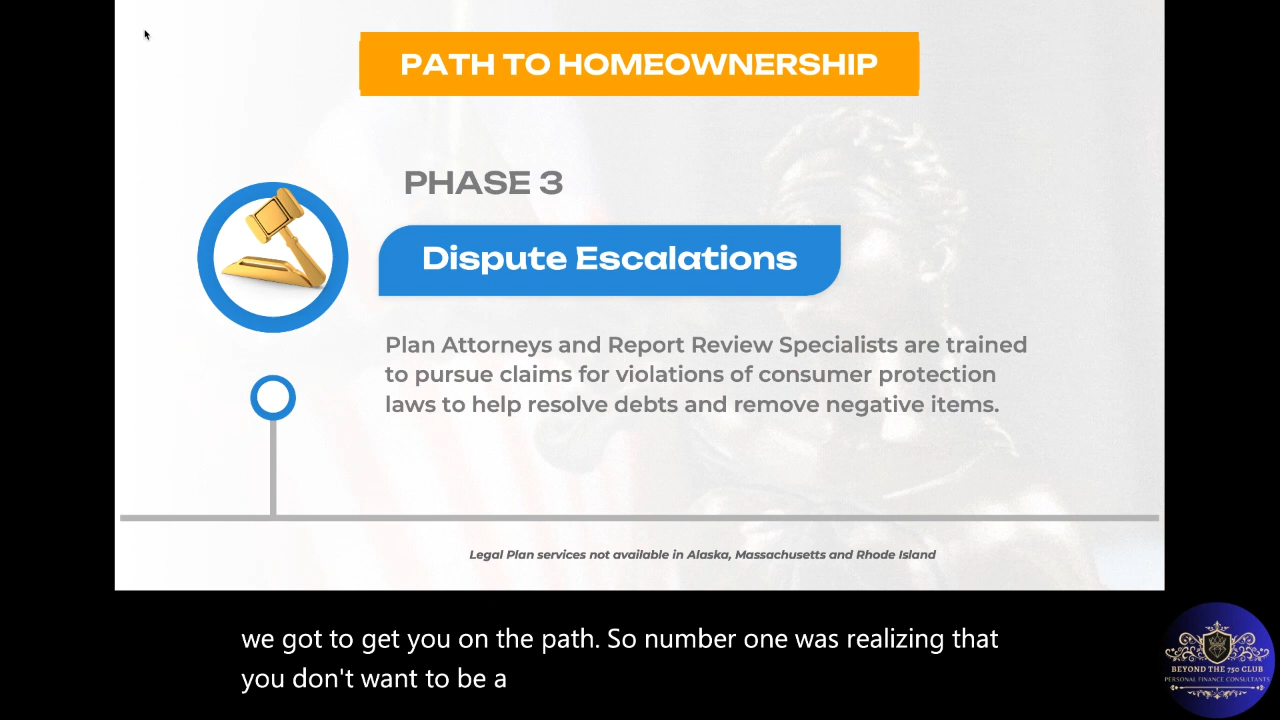 PATH TO HOMEOWNERSHIP
PHASE 3
Dispute Escalations
Plan Attorneys and Report Review Specialists are trained
to pursue claims for violations of consumer protection
laws to help resolve debts and remove negative items.
Legal Plan services not available in Alaska, Massachusetts and Rhode Island
we got to get you on the path. So number one was realizing that
you don't want to be a
BEYOND THE 750 CLUB
PERSONAL FINANCE CONSULTANTS